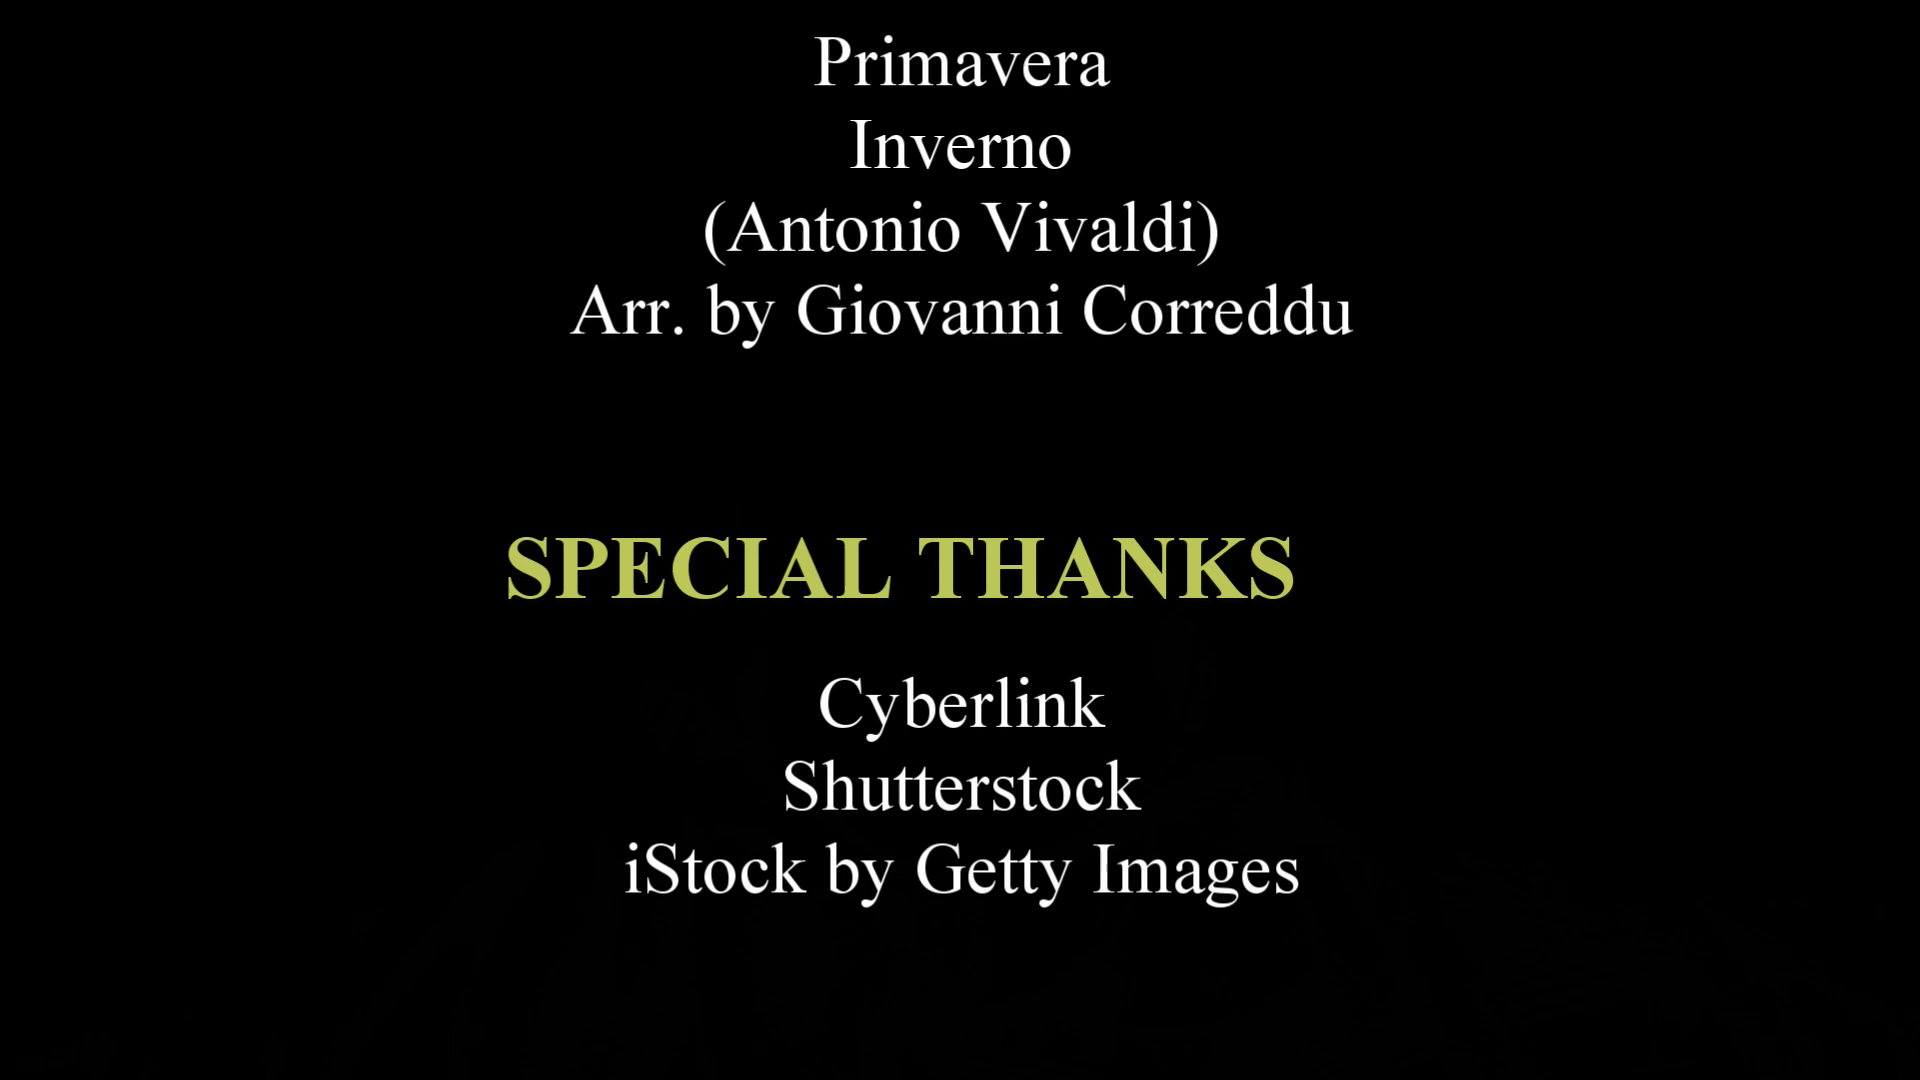 Primavera
Inverno
(Antonio Vivaldi)
Arr. by Giovanni Correddu
SPECIAL THANKS
Cyberlink
Shutterstock
iStock by Getty Images